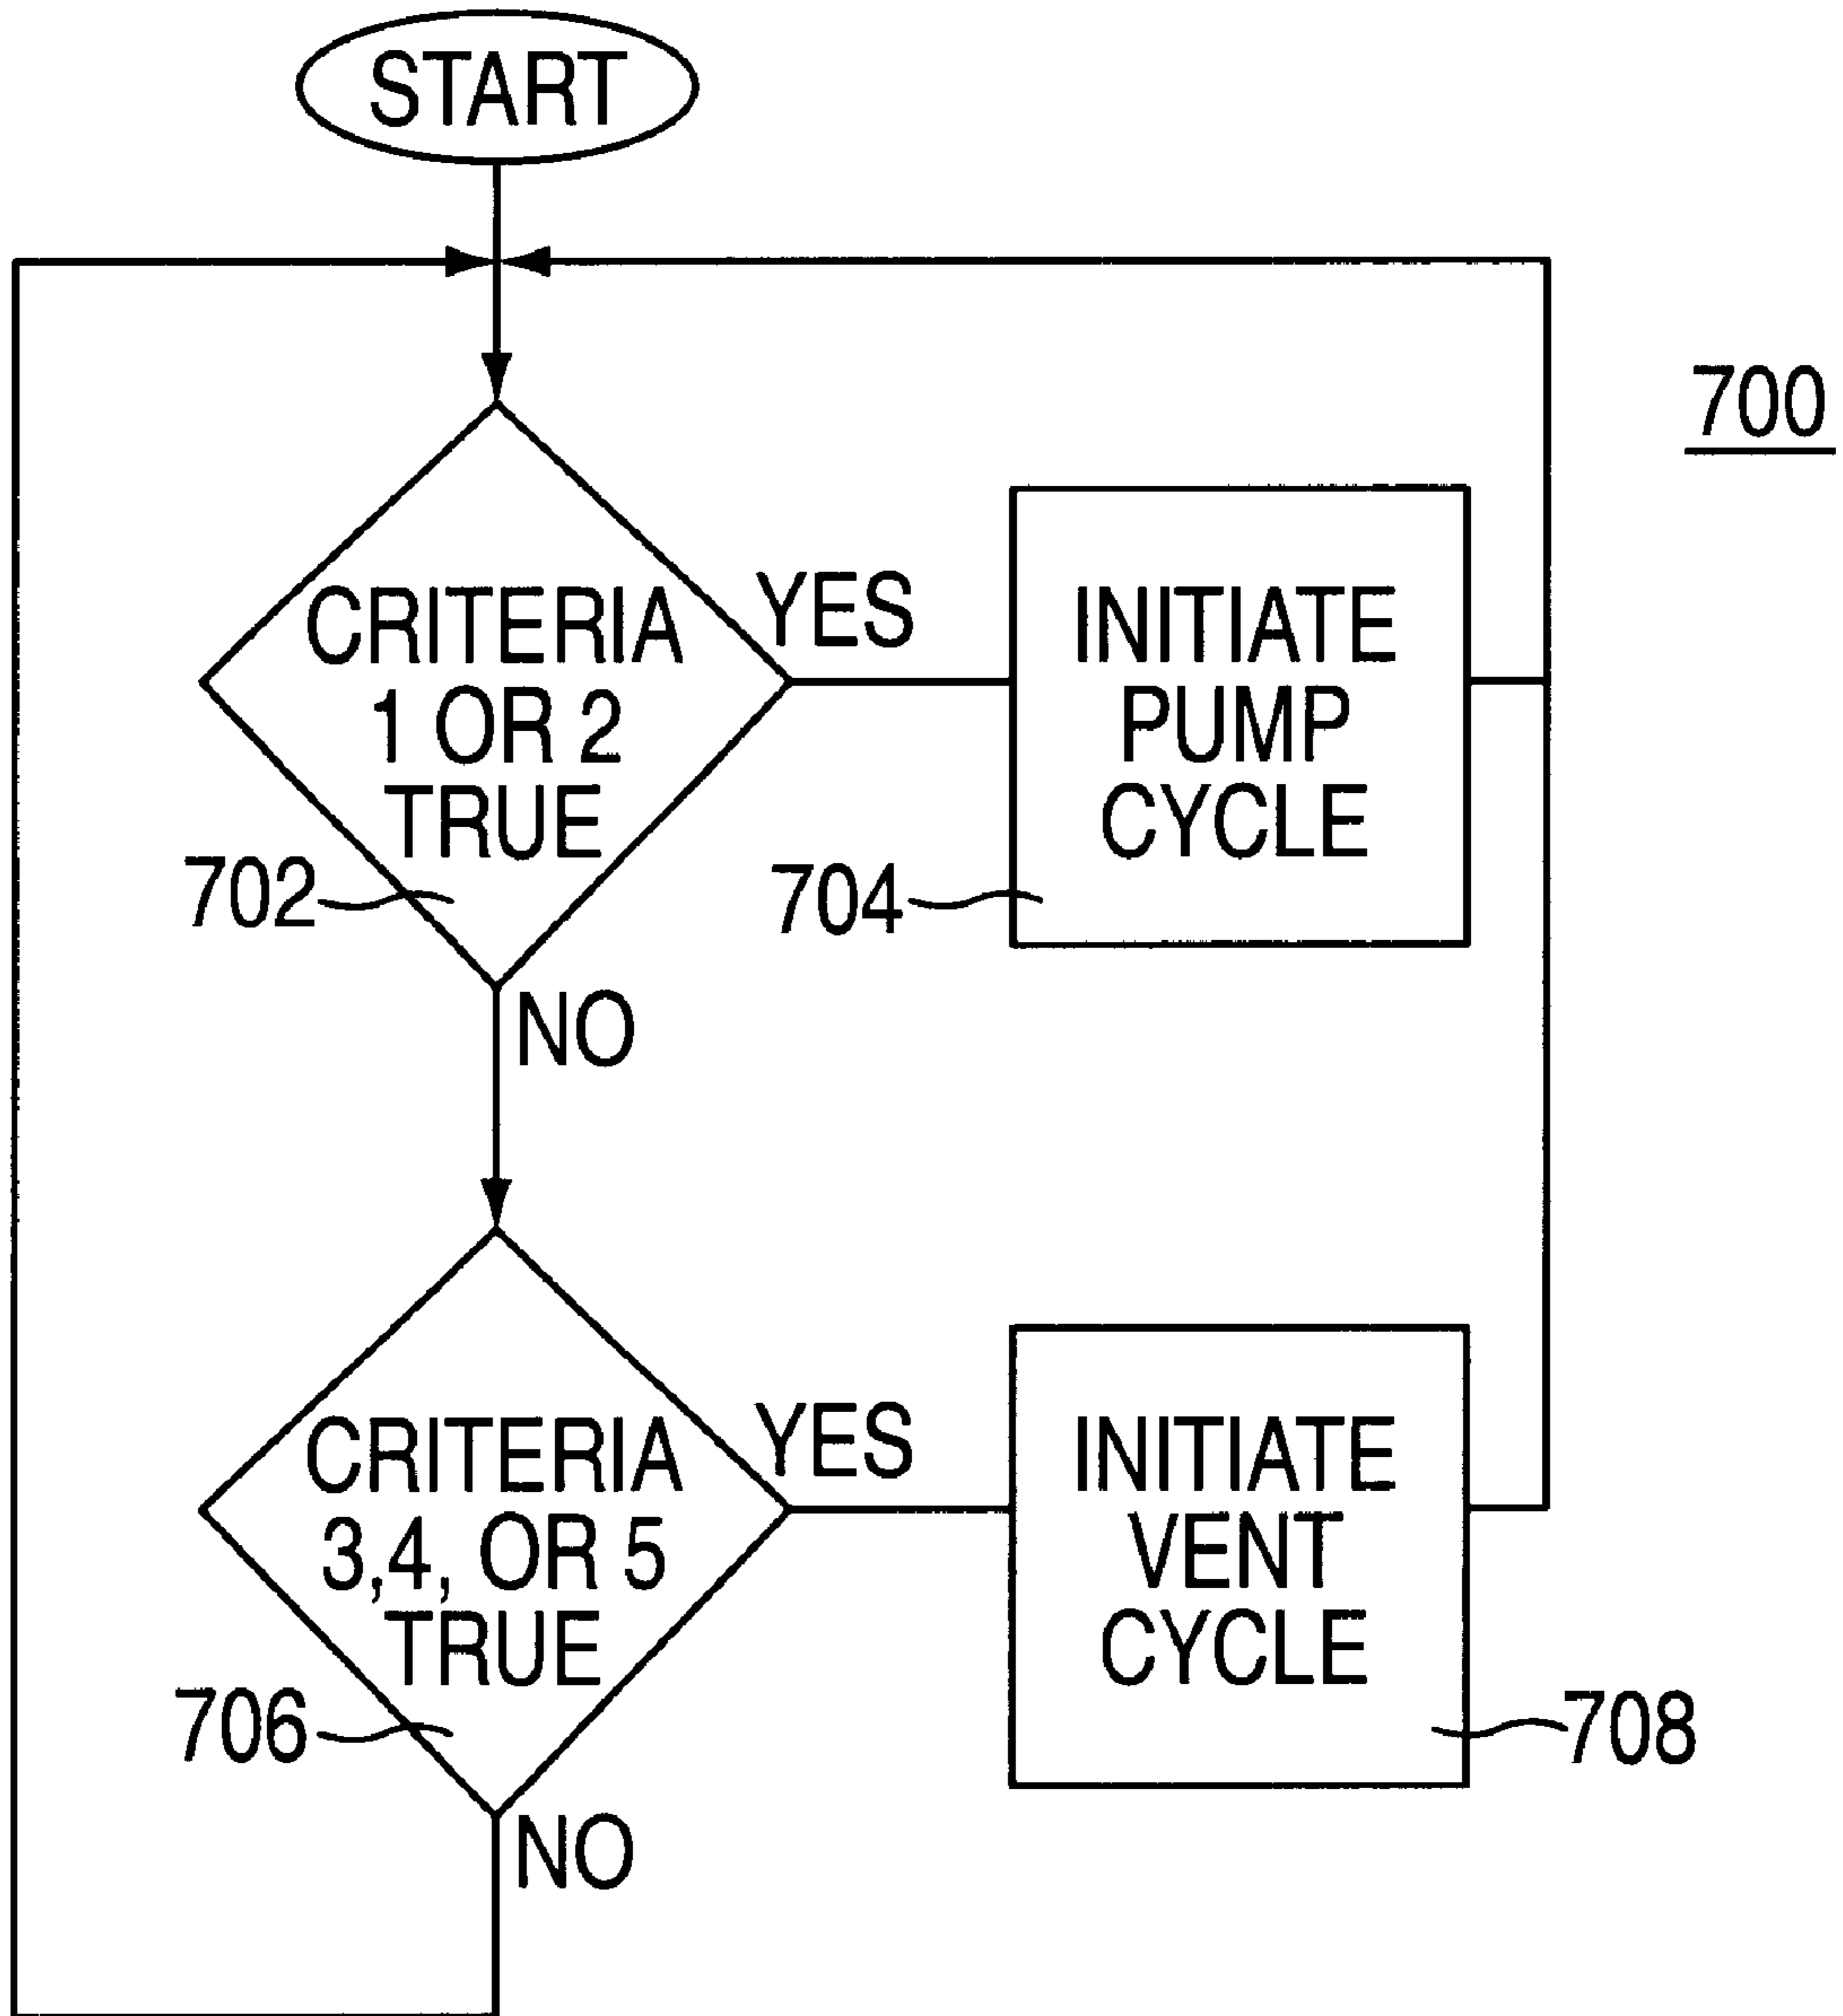 START
700
CRITERIA
1 OR 2
TRUE
YES
INITIATE
PUMP
CYCLE
702
704
NO
CRITERIA
3,4, OR 5
TRUE
YES
INITIATE
VENT
CYCLE
706
708
NO